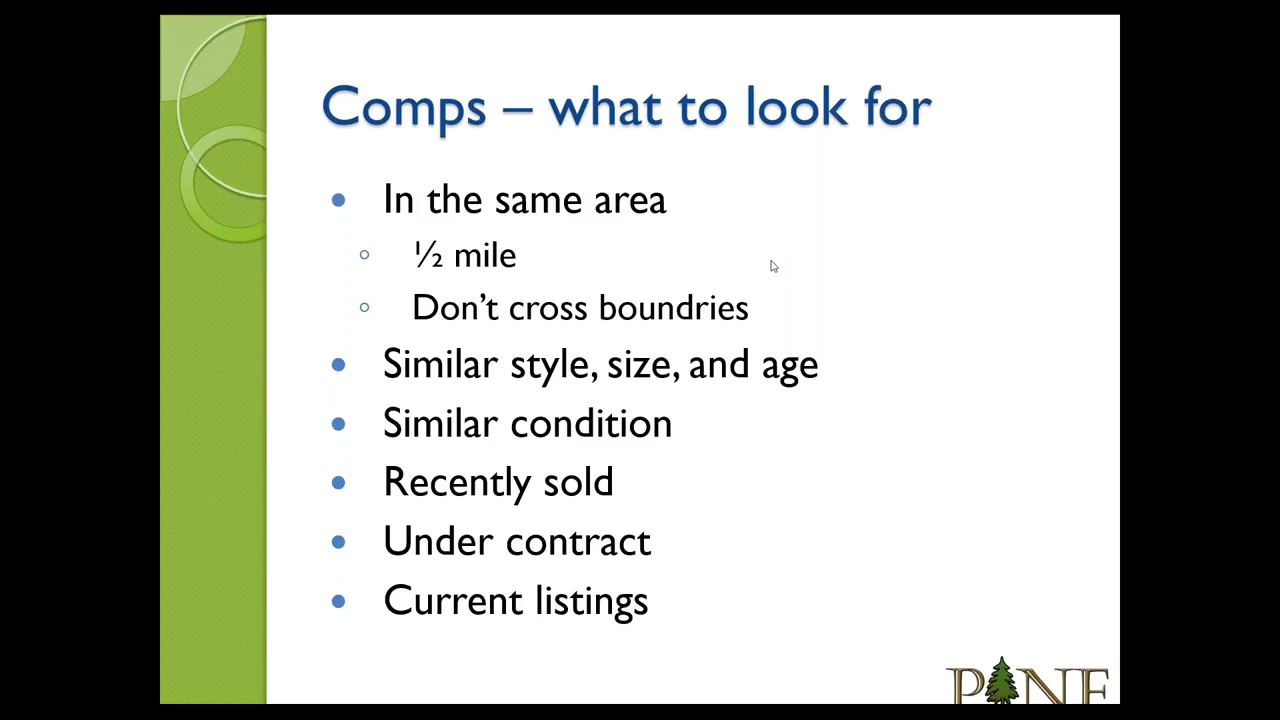 Comps – what to look for
In the same area
½ mile
Don’t cross boundries
Similar style, size, and age
Similar condition
Recently sold
Under contract
Current listings
PINE